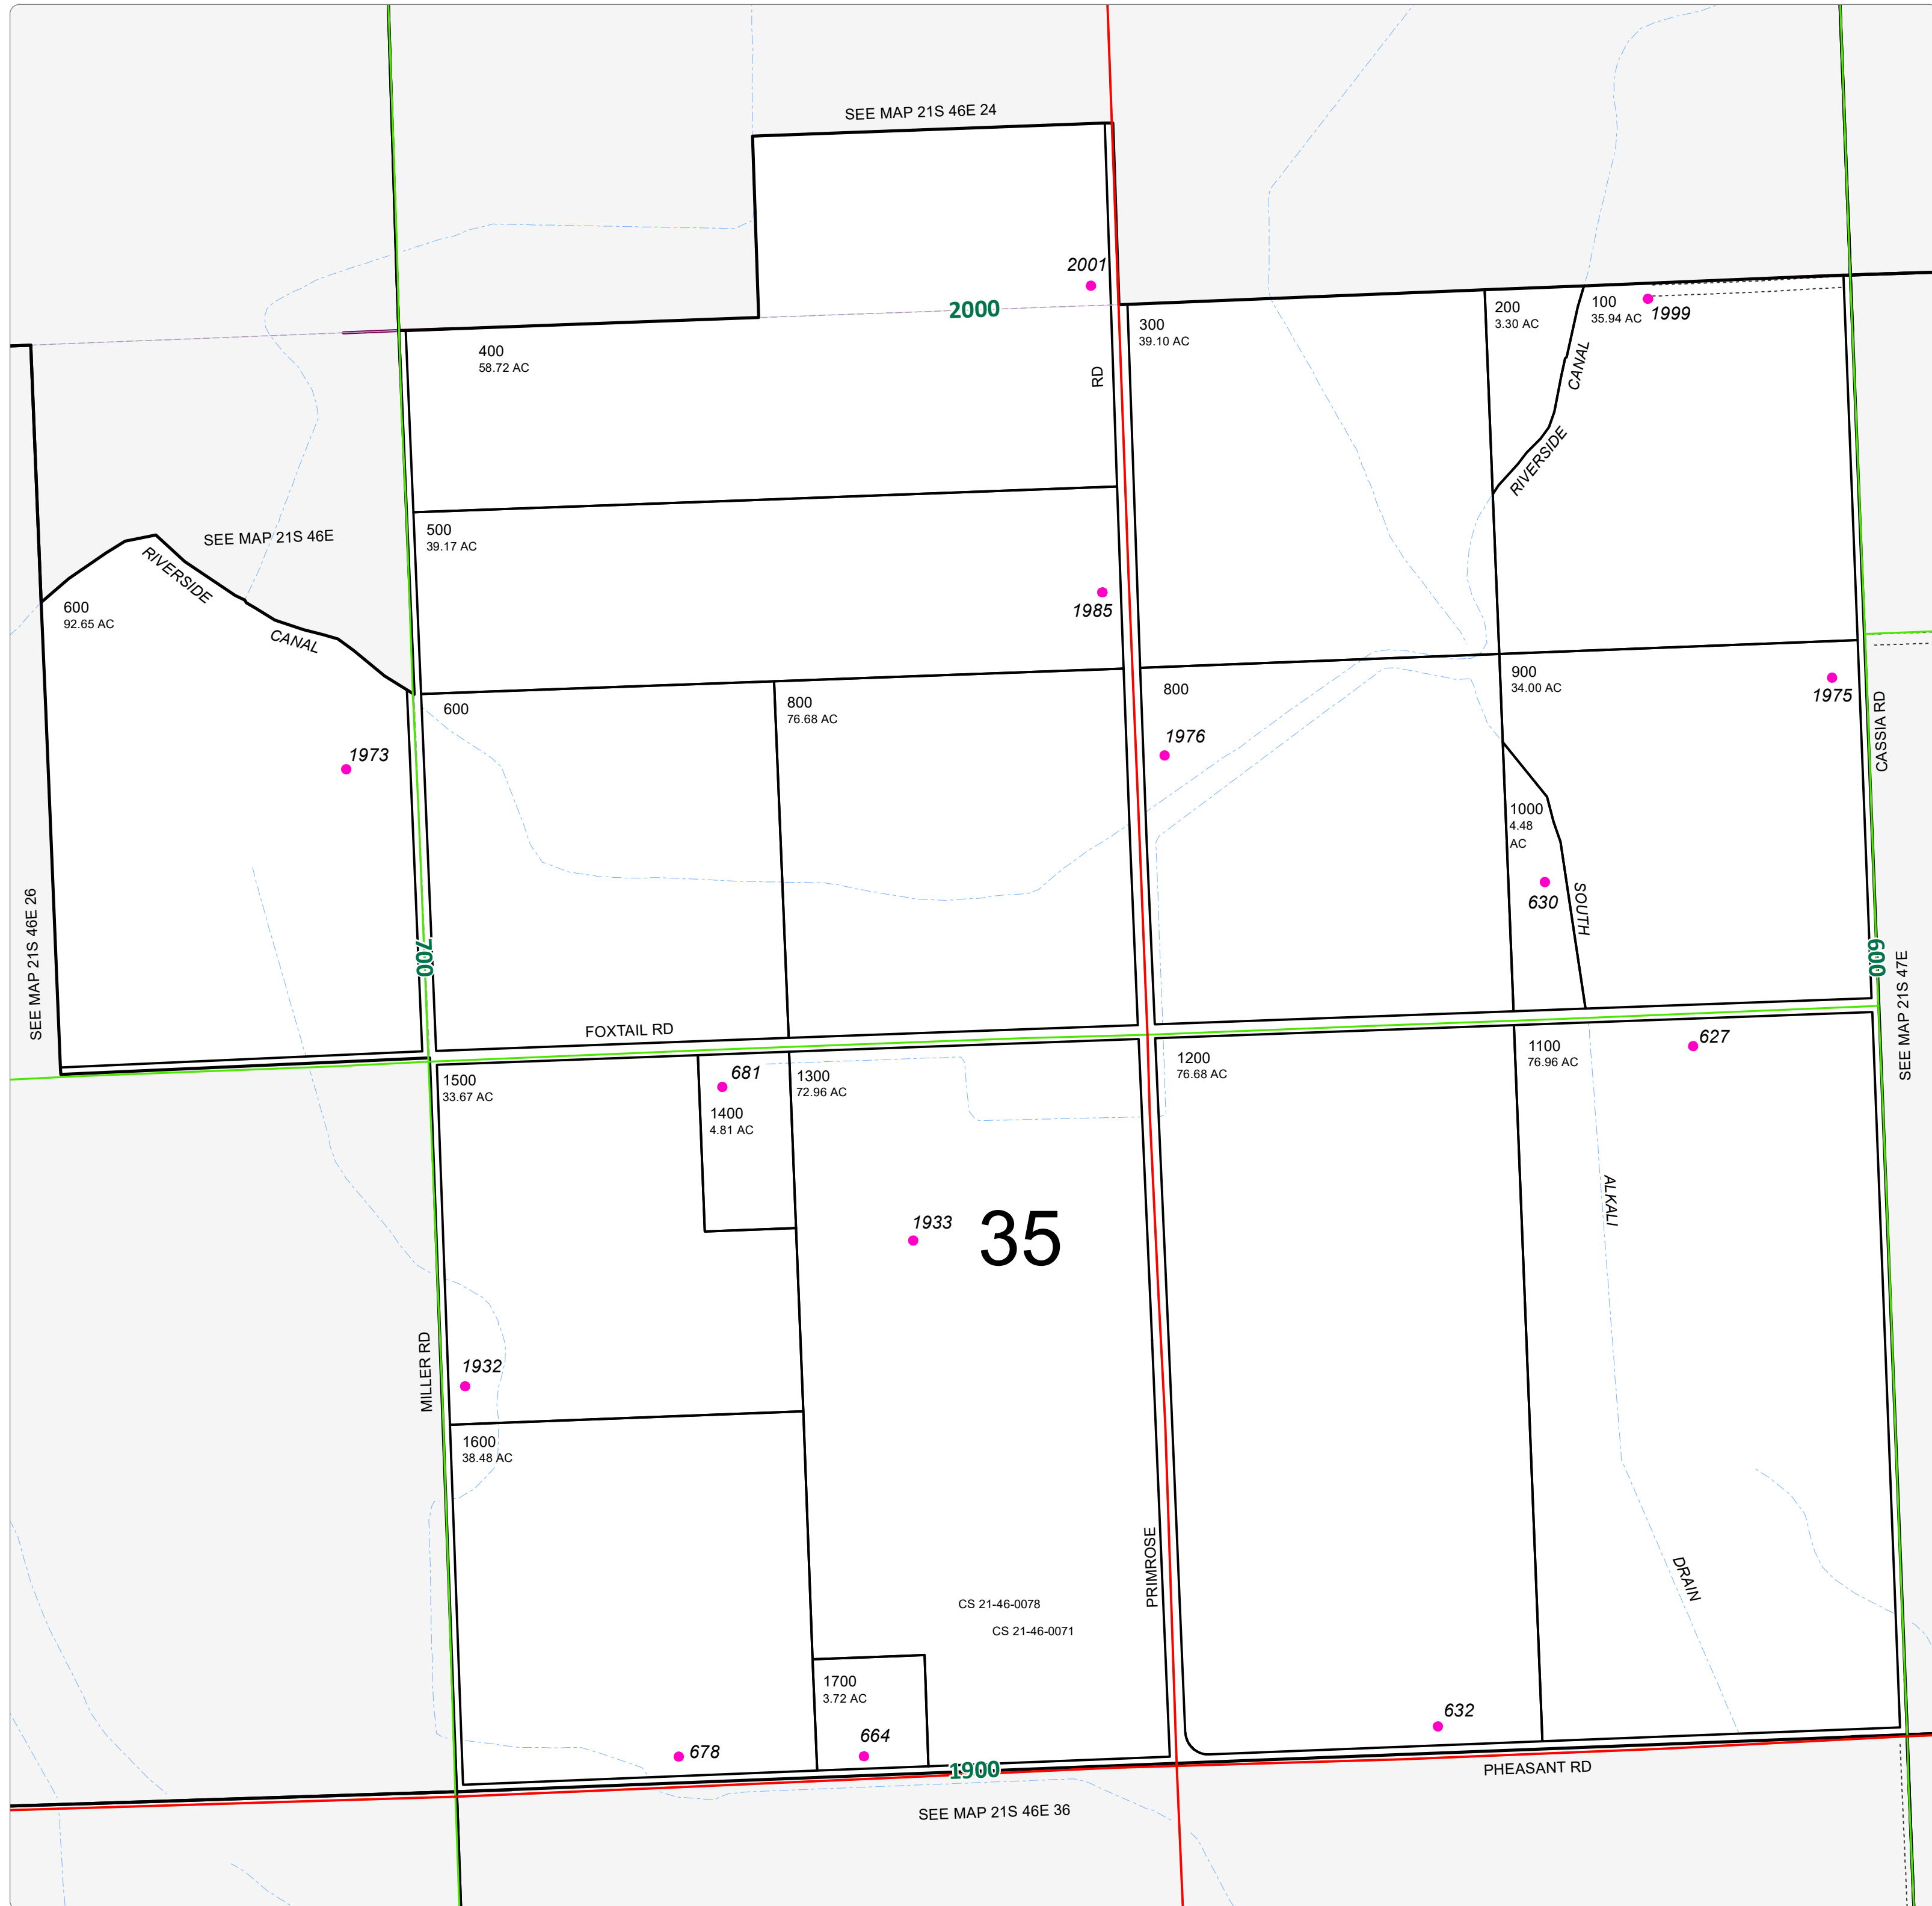 SEE MAP 21S 46E 24
2001
2000
400
58.72 AC
RD
300
39.10 AC
200
3.30 AC
100
35.94 AC
1999
CANAL
RIVERSIDE
500
39.17 AC
SEE MAP 21S 46E
RIVERSIDE
CANAL
600
92.65 AC
1985
600
800
76.68 AC
800
900
34.00 AC
1975
CASSIA RD
1973
1976
1000
4.48
AC
630
SOUTH
SEE MAP 21S 46E 26
700
600
SEE MAP 21S 47E
FOXTAIL RD
1500
33.67 AC
681
1400
4.81 AC
1300
72.96 AC
1200
76.68 AC
1100
76.96 AC
627
ALKALI
1933
35
MILLER RD
1932
1600
38.48 AC
PRIMROSE
DRAIN
CS 21-46-0078
CS 21-46-0071
1700
3.72 AC
664
678
632
1900
PHEASANT RD
SEE MAP 21S 46E 36